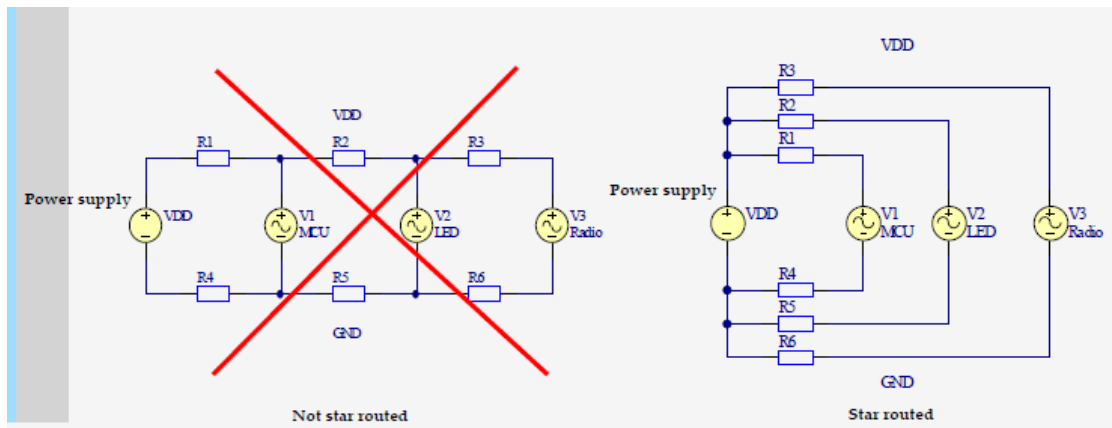 VDD
R1
R2
R3
Power supply
VDD
V1
MCU
V2
LED
V3
Radio
R4
R5
R6
GND
Not star routed
VDD
R3
R2
R1
Power supply
VDD
V1
MCU
V2
LED
V3
Radio
R4
R5
R6
GND
Star routed